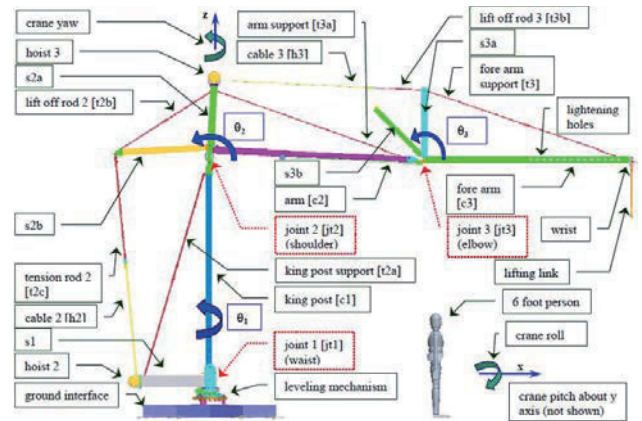 crane yaw
hoist 3
s2a
lift off rod 2 [t2b]
z
arm support [t3a]
cable 3 [h3]
lift off rod 3 [t3b]
s3a
fore arm
support [t3]
lightening
holes
θ2
θ3
s2b
s3b
arm [c2]
fore arm
[c3]
wrist
joint 2 [jt2]
(shoulder)
joint 3 [jt3]
(elbow)
lifting link
tension rod 2
[t2c]
cable 2 [h2]
s1
hoist 2
ground interface
king post support [t2a]
king post [c1]
θ1
joint 1 [jt1]
(waist)
leveling mechanism
6 foot person
crane roll
x
crane pitch about y
axis (not shown)